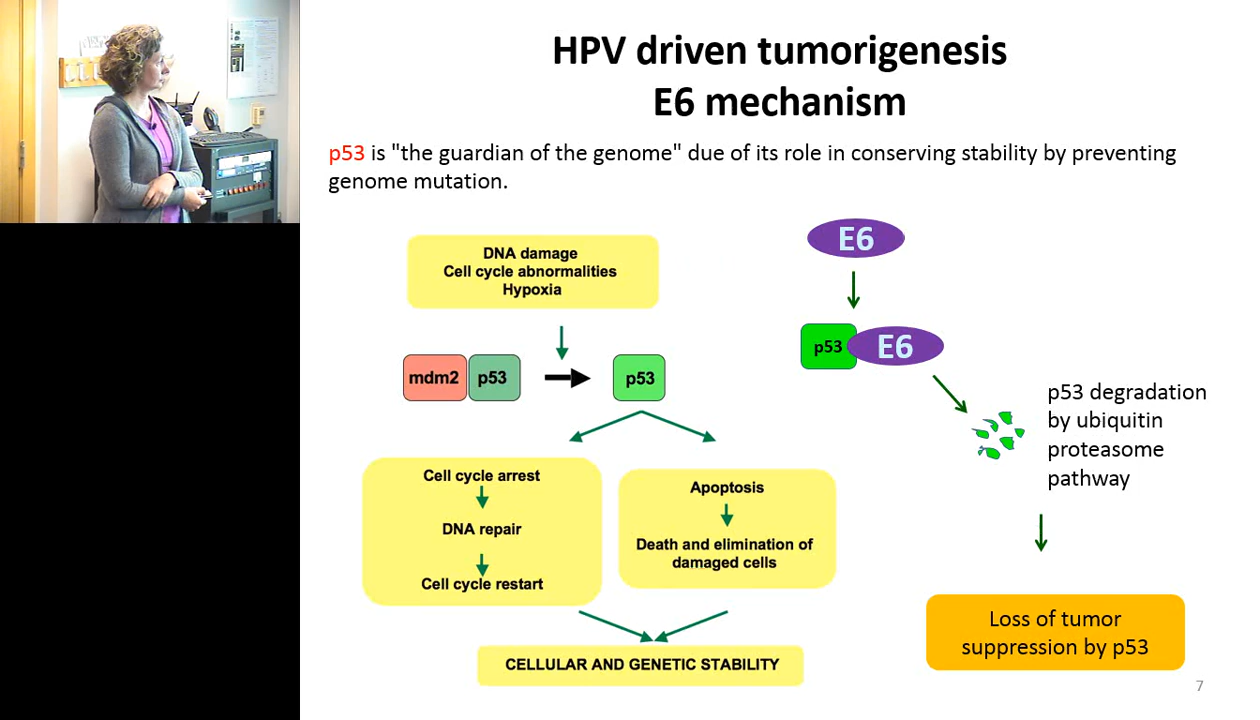 HPV driven tumorigenesis
E6 mechanism
p53 is "the guardian of the genome" due of its role in conserving stability by preventing
genome mutation.
DNA damage
Cell cycle abnormalities
Hypoxia
mdm2 p53
p53
Cell cycle arrest
DNA repair
Cell cycle restart
Apoptosis
Death and elimination of
damaged cells
CELLULAR AND GENETIC STABILITY
E6
p53 E6
p53 degradation
by ubiquitin
proteasome
pathway
Loss of tumor
suppression by p53
7